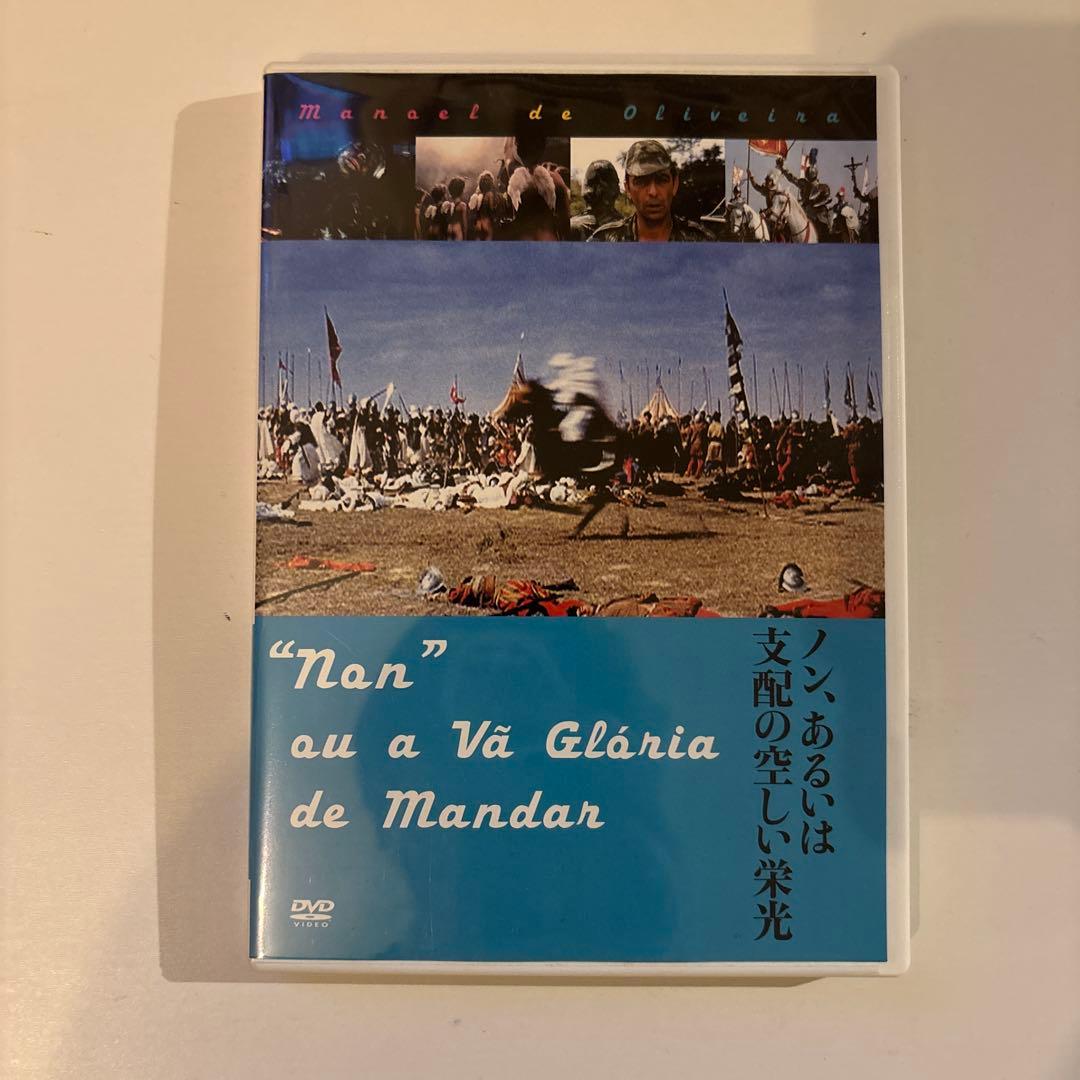 Manoel de Oliveira
“Non”
ou a Vã Glória
de Mandar
ノン、あるいは
支配の空しい栄光
DVD
VIDEO